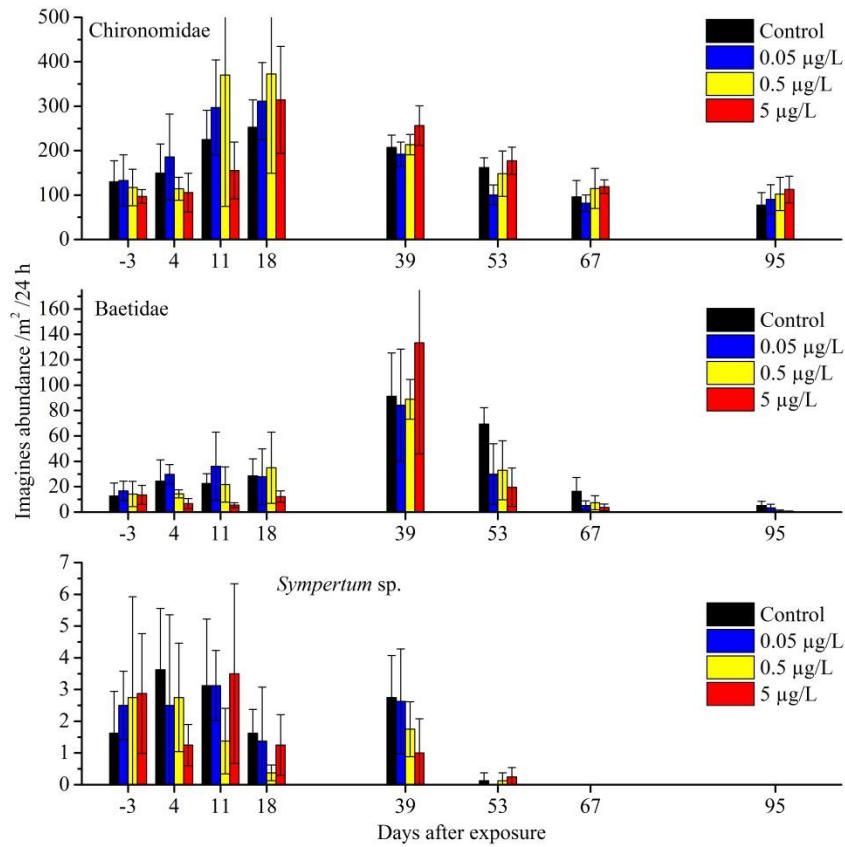 Chironomidae
500
400
300
200
100
0
Control
0.05 µg/L
0.5 µg/L
5 µg/L
-3 4 11 18 39 53 67 95
Imagines abundance /m² /24 h
Baetidae
160
140
120
100
80
60
40
20
0
Control
0.05 µg/L
0.5 µg/L
5 µg/L
-3 4 11 18 39 53 67 95
Sympertum sp.
7
6
5
4
3
2
1
0
Control
0.05 µg/L
0.5 µg/L
5 µg/L
-3 4 11 18 39 53 67 95
Days after exposure